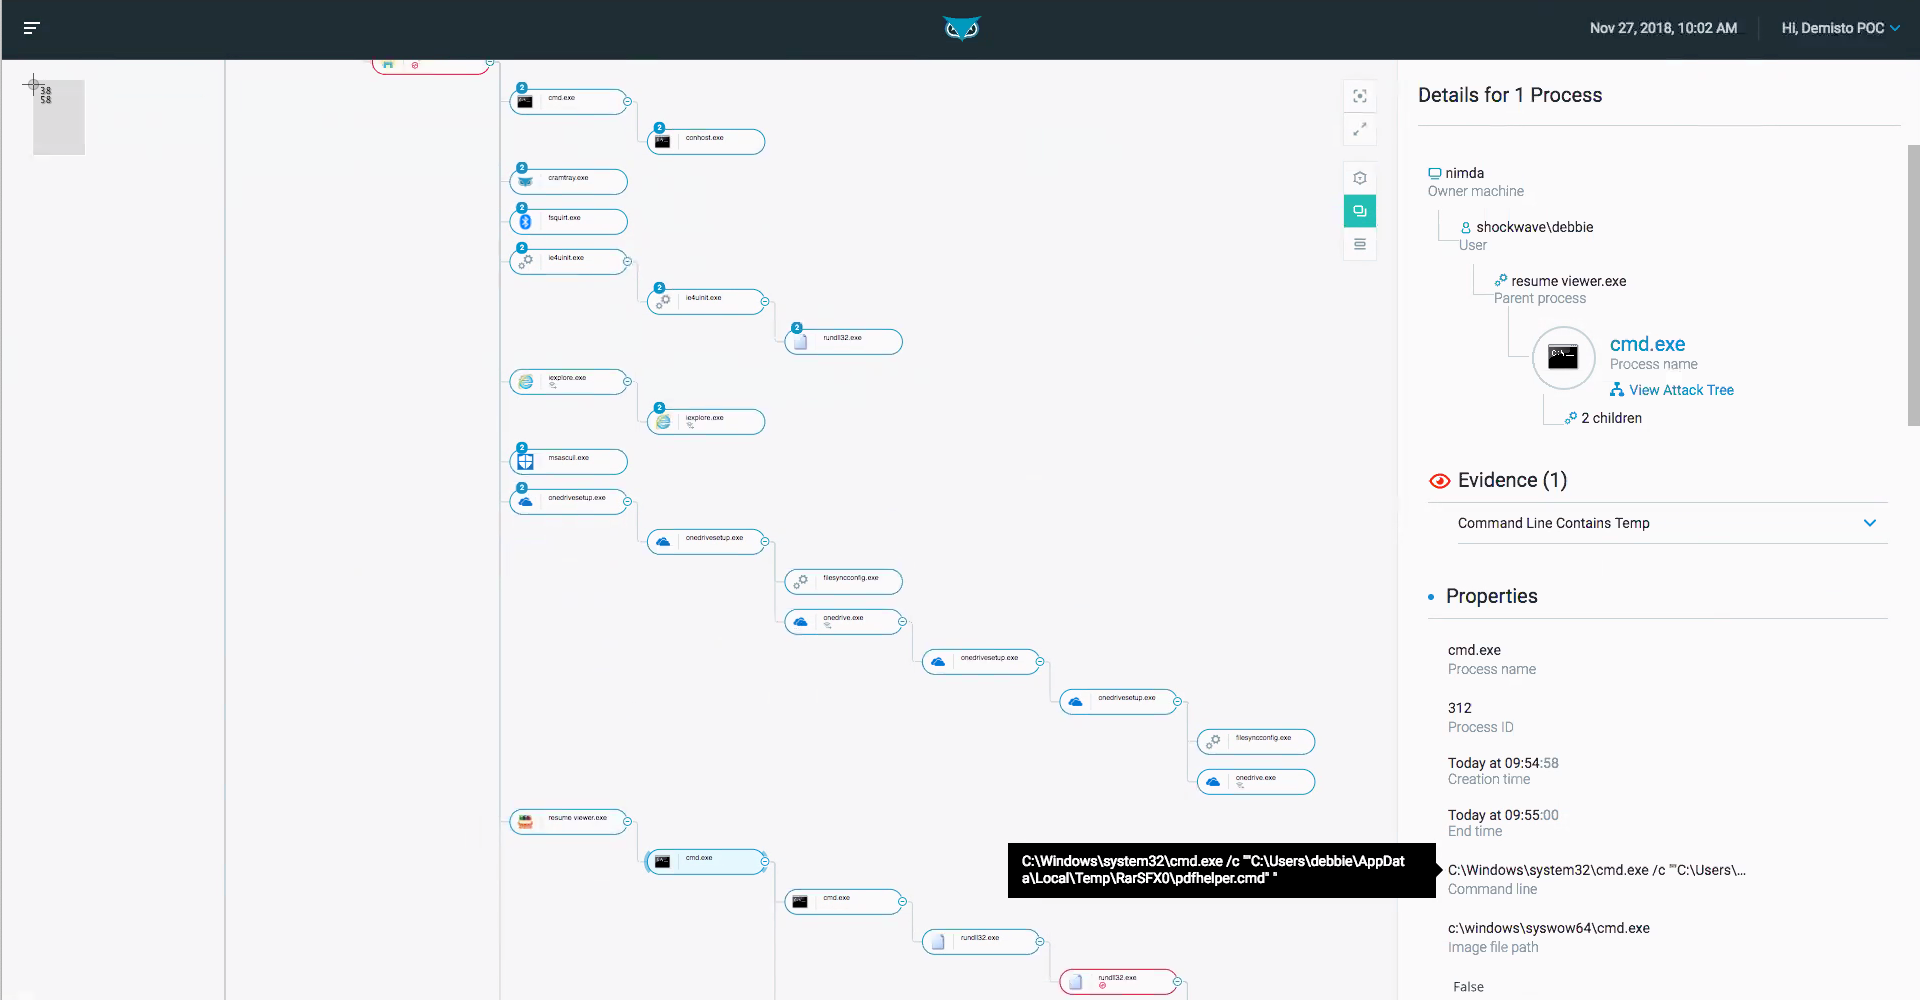 Nov 27, 2018, 10:02 AM
Hi, Demisto POC
38
58
2
cmd.exe
2
conhost.exe
2
cramtray.exe
2
fsquirt.exe
2
ie4uinit.exe
2
ie4uinit.exe
2
rundll32.exe
iexplore.exe
2
iexplore.exe
2
msascuil.exe
2
onedrivesetup.exe
onedrivesetup.exe
filesyncconfig.exe
onedrive.exe
onedrivesetup.exe
onedrivesetup.exe
filesyncconfig.exe
onedrive.exe
resume viewer.exe
cmd.exe
cmd.exe
rundll32.exe
rundll32.exe
C:\Windows\system32\cmd.exe /c ""C:\Users\debbie\AppDat
a\Local\Temp\RarSFX0\pdfhelper.cmd" "
Details for 1 Process
nimda
Owner machine
shockwave\debbie
User
resume viewer.exe
Parent process
C:\_
cmd.exe
Process name
View Attack Tree
2 children
Evidence (1)
Command Line Contains Temp
Properties
cmd.exe
Process name
312
Process ID
Today at 09:54:58
Creation time
Today at 09:55:00
End time
C:\Windows\system32\cmd.exe /c ""C:\Users\...
Command line
c:\windows\syswow64\cmd.exe
Image file path
False